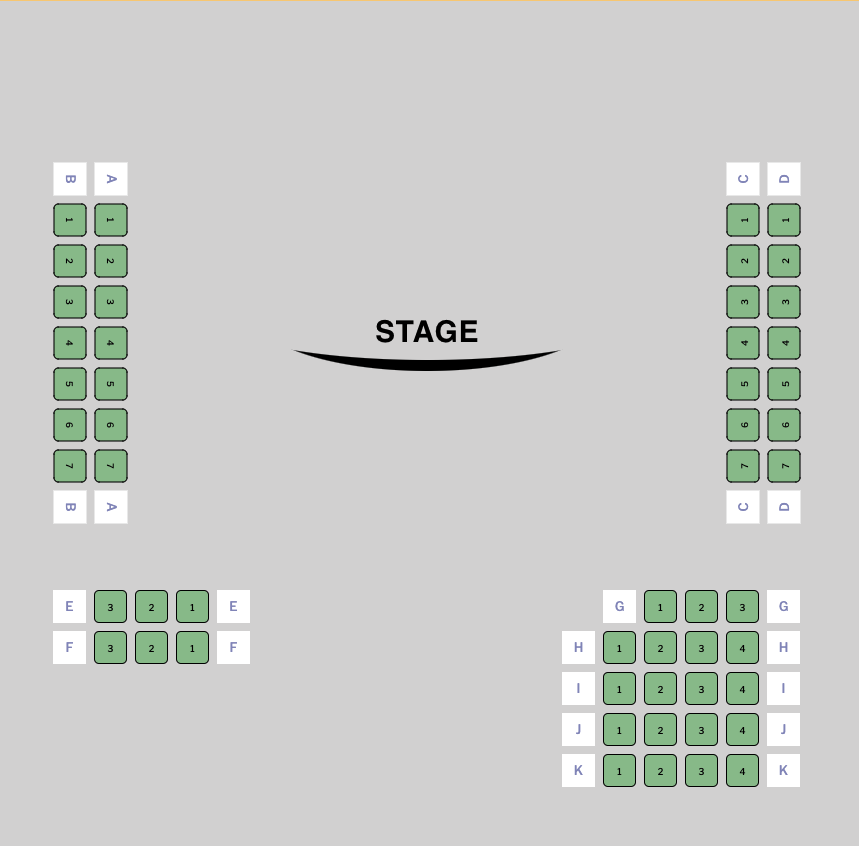 B A
1 1
2 2
3 3
4 4
5 5
6 6
7 7
B A
STAGE
C D
1 1
2 2
3 3
4 4
5 5
6 6
7 7
C D
E 3 2 1 E
F 3 2 1 F
G 1 2 3 G
H 1 2 3 4 H
I 1 2 3 4 I
J 1 2 3 4 J
K 1 2 3 4 K